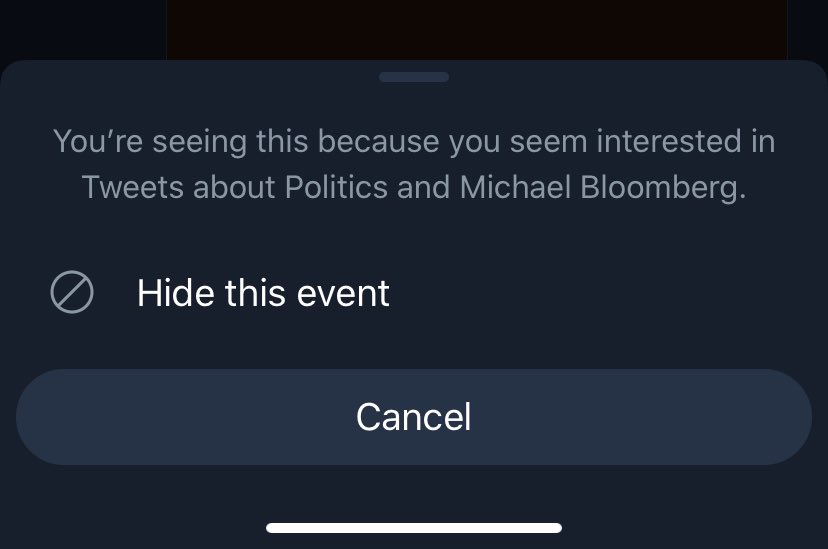 You’re seeing this because you seem interested in
Tweets about Politics and Michael Bloomberg.
Hide this event
Cancel